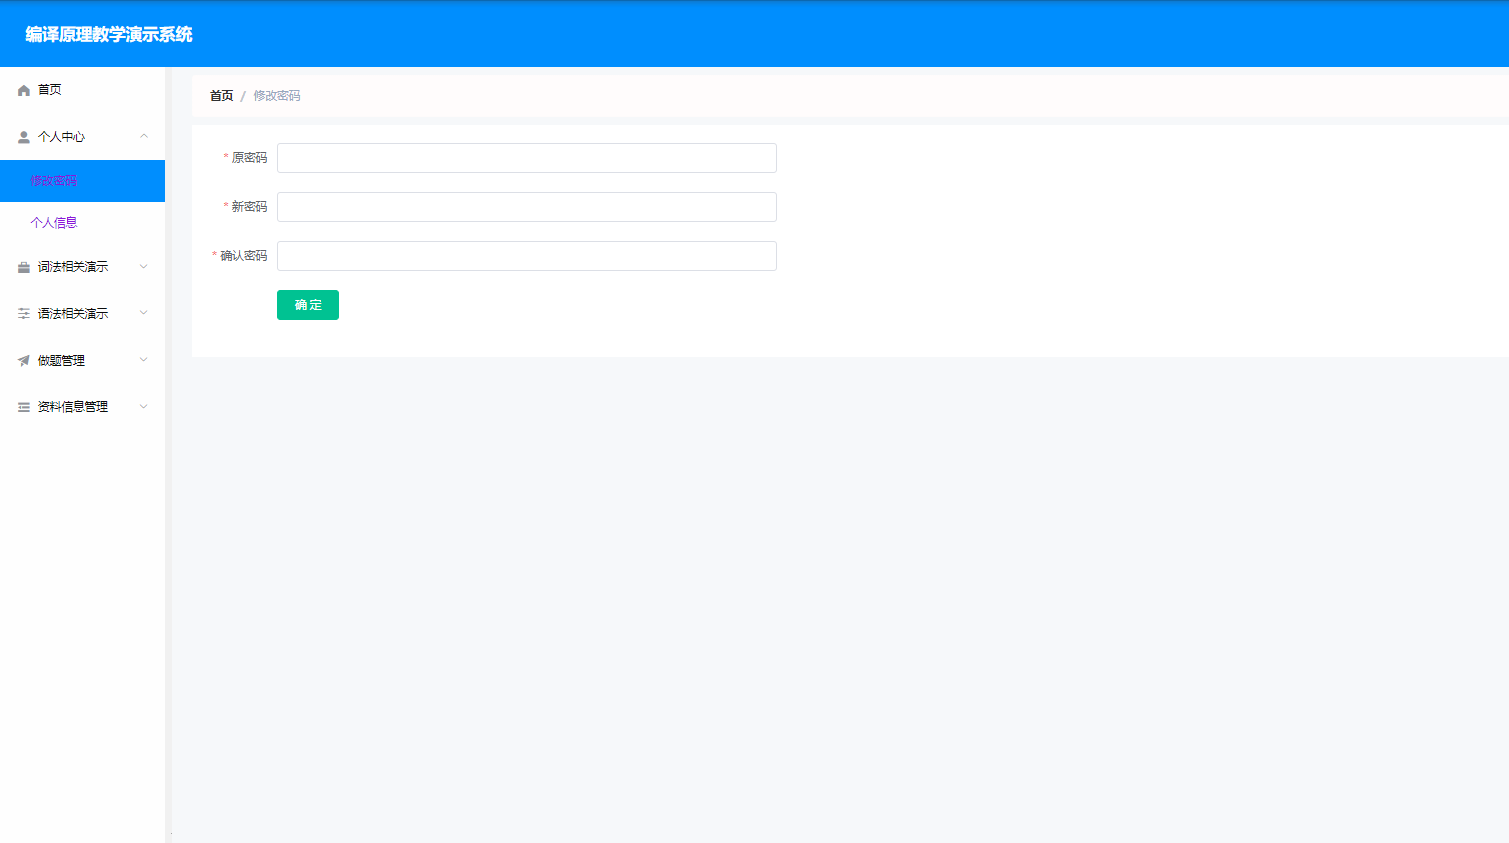 编译原理教学演示系统
首页
个人中心
修改密码
个人信息
词法相关演示
语法相关演示
做题管理
资料信息管理
首页 / 修改密码
* 原密码
* 新密码
* 确认密码
确定